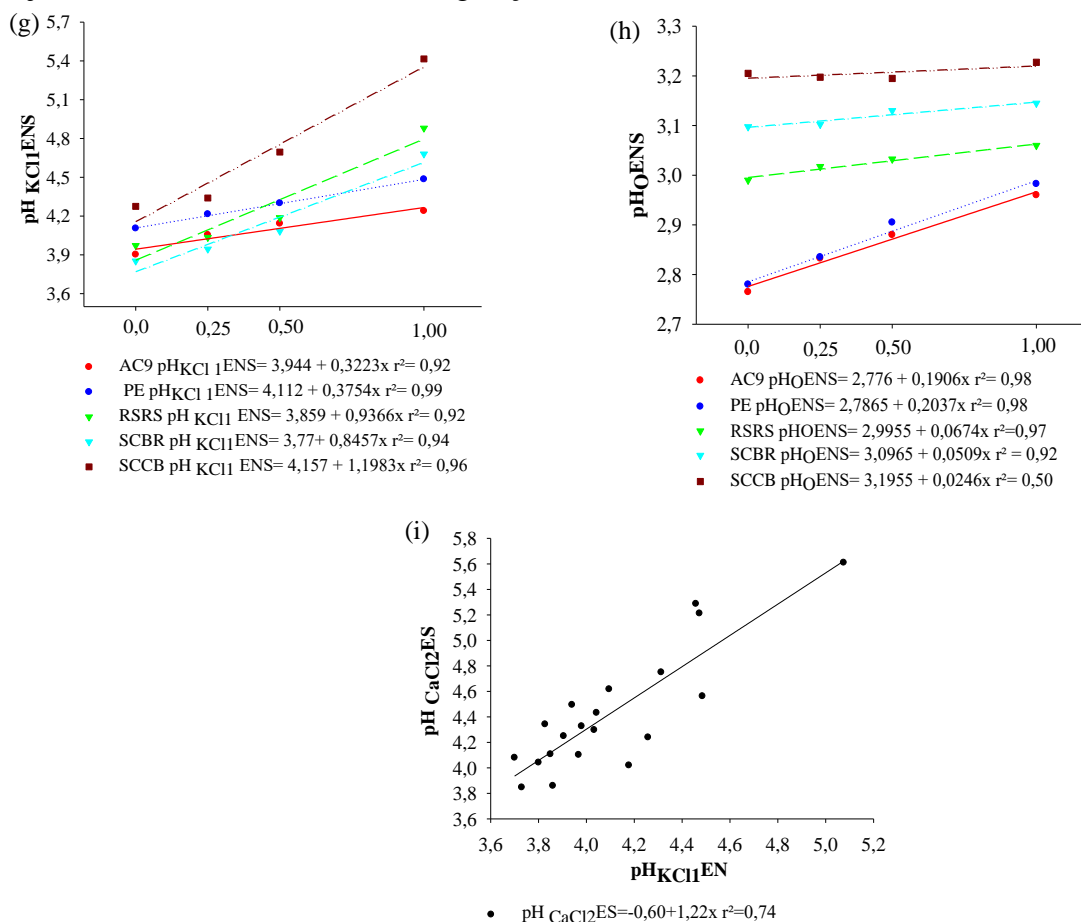 (g)
5,7
5,4
5,1
4,8
4,5
4,2
3,9
3,6
pH KCl1ENS
0,0 0,25 0,50 1,00
AC9 pHKCl 1ENS= 3,944 + 0,3223x r²= 0,92
PE pHKCl 1ENS= 4,112 + 0,3754x r²= 0,99
RSRS pH KCl1 ENS= 3,859 + 0,9366x r²= 0,92
SCBR pH KCl1ENS= 3,77+ 0,8457x r²= 0,94
SCCB pH KCl1 ENS= 4,157 + 1,1983x r²= 0,96
(h)
3,3
3,2
3,1
3,0
2,9
2,8
2,7
pHOENS
0,0 0,25 0,50 1,00
AC9 pHOENS= 2,776 + 0,1906x r²= 0,98
PE pHOENS= 2,7865 + 0,2037x r²= 0,98
RSRS pHOENS= 2,9955 + 0,0674x r²=0,97
SCBR pHOENS= 3,0965 + 0,0509x r² = 0,92
SCCB pHOENS= 3,1955 + 0,0246x r²= 0,50
(i)
5,8
5,6
5,4
5,2
5,0
4,8
4,6
4,4
4,2
4,0
3,8
3,6
pH CaCl2ES
3,6 3,8 4,0 4,2 4,4 4,6 4,8 5,0 5,2
pHKCl1EN
pH CaCl2ES=-0,60+1,22x r²=0,74